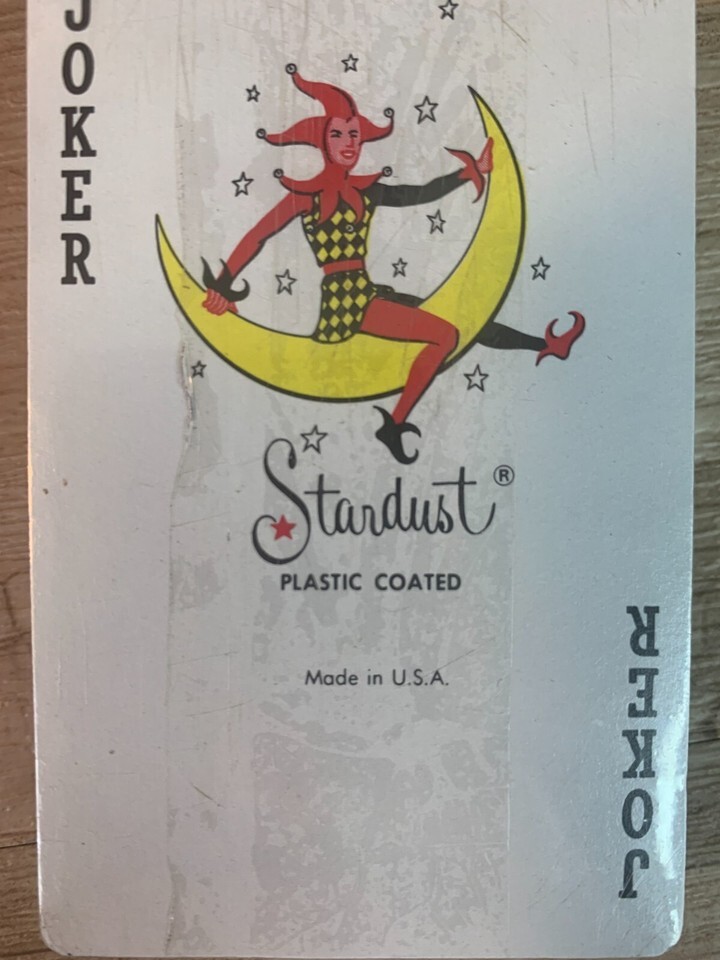 JOKER
Stardust®
PLASTIC COATED
Made in U.S.A.
JOKER